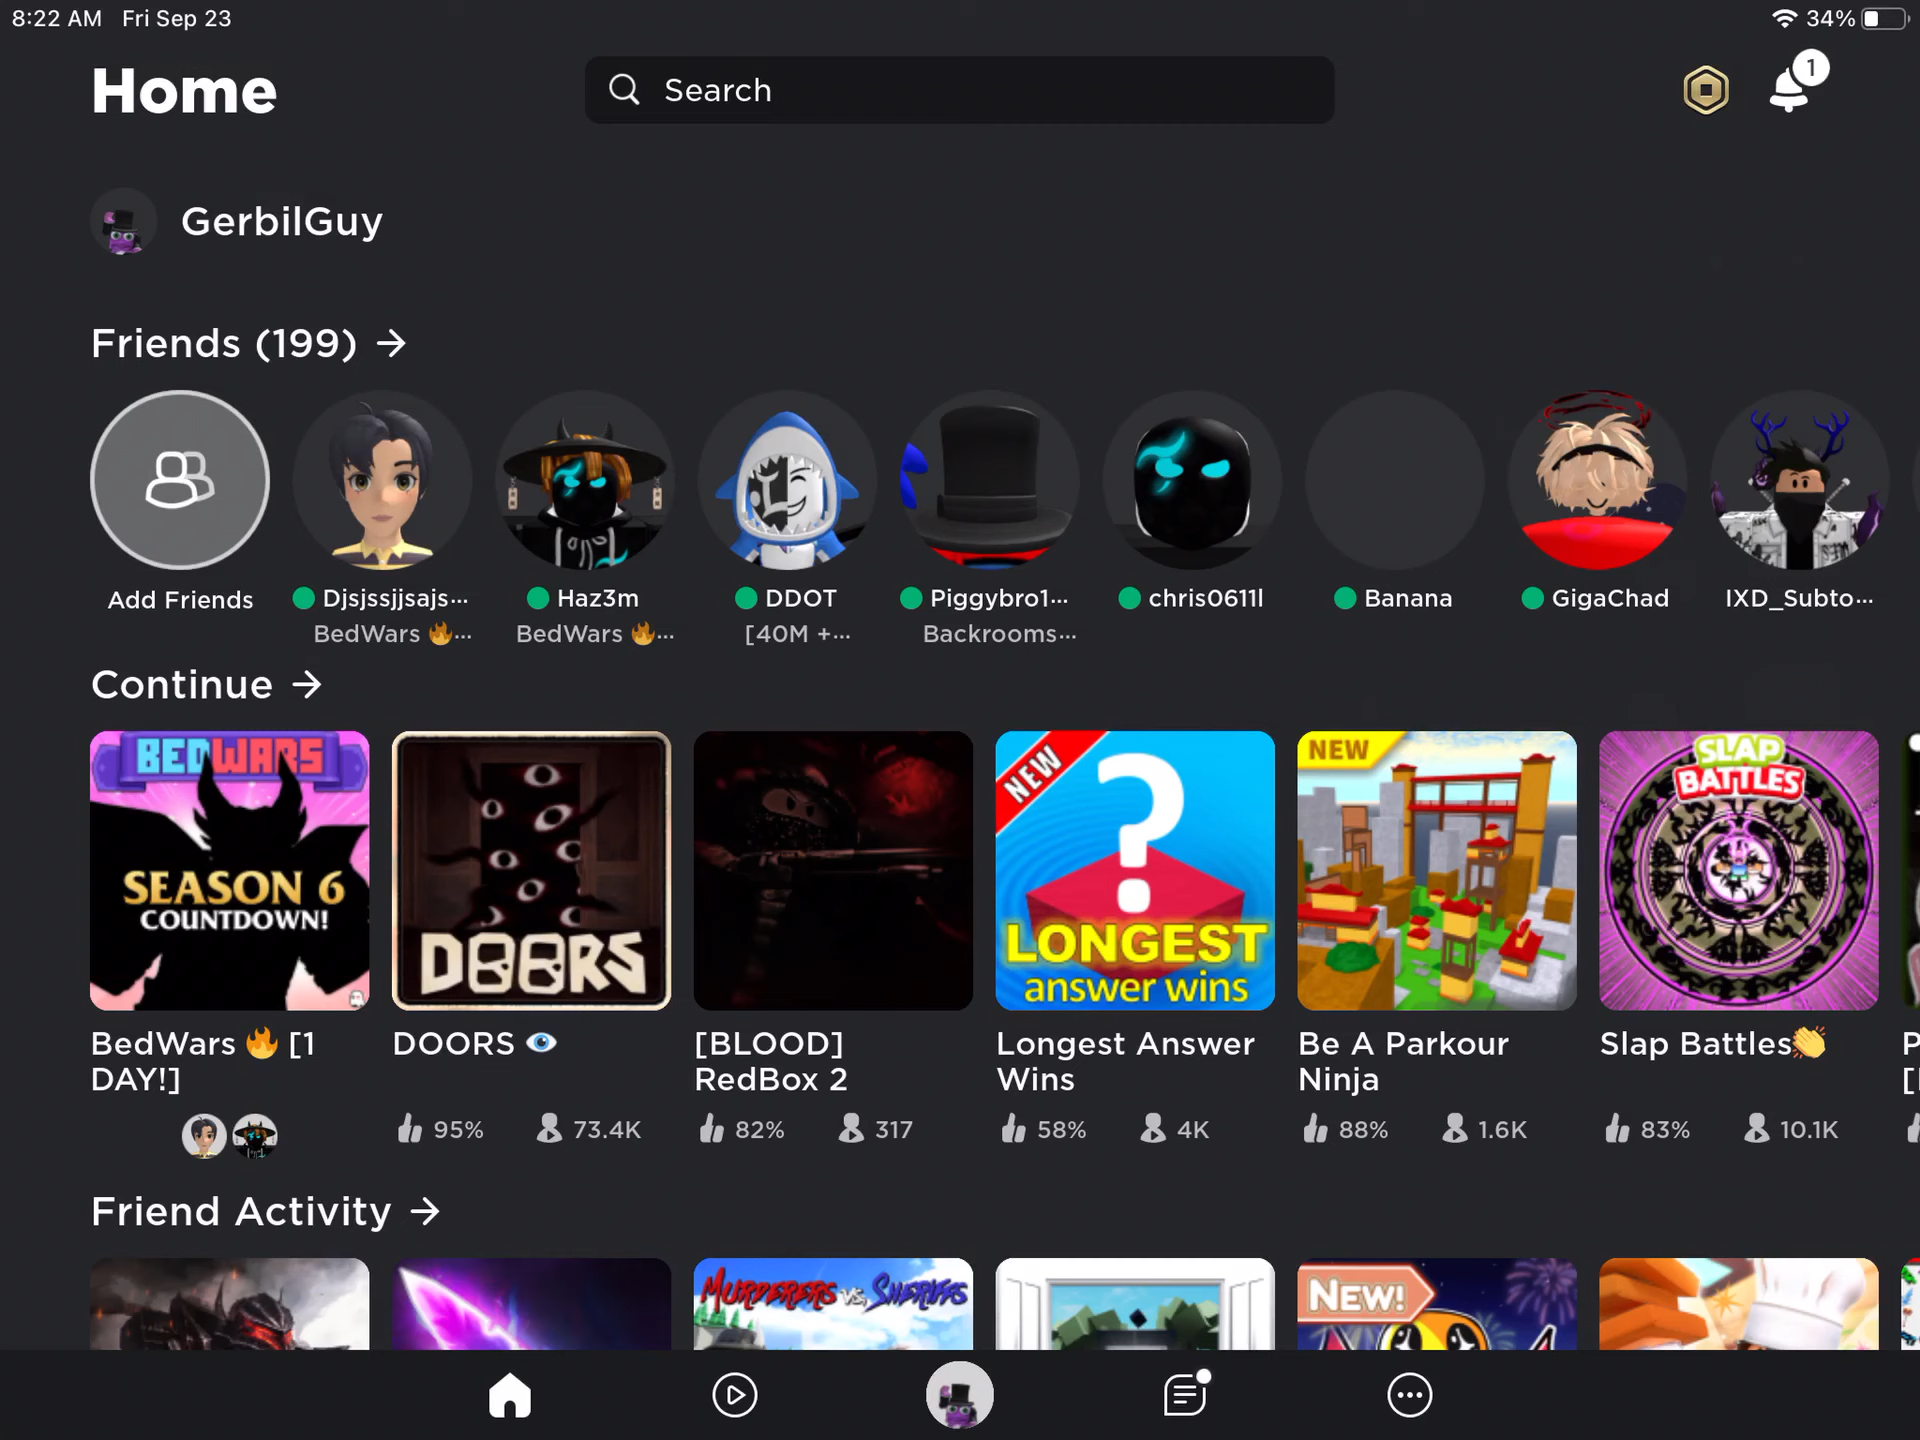 8:22 AM Fri Sep 23 34%
Home
Search
1
GerbilGuy
Friends (199) →
Add Friends
Djsjssjjsajs...
BedWars 🔥...
Haz3m
BedWars 🔥...
DDOT
[40M +...
Piggybro1...
Backrooms...
chris0611l
Banana
GigaChad
IXD_Subto...
Continue →
BEDWARS
SEASON 6
COUNTDOWN!
DOORS
NEW
?
LONGEST
answer wins
NEW
SLAP
BATTLES
BedWars 🔥 [1
DAY!]
DOORS 👁
95% 73.4K
[BLOOD]
RedBox 2
82% 317
Longest Answer
Wins
58% 4K
Be A Parkour
Ninja
88% 1.6K
Slap Battles👏
83% 10.1K
P
[
Friend Activity →
MURDERERS VS. SHERIFFS
NEW!